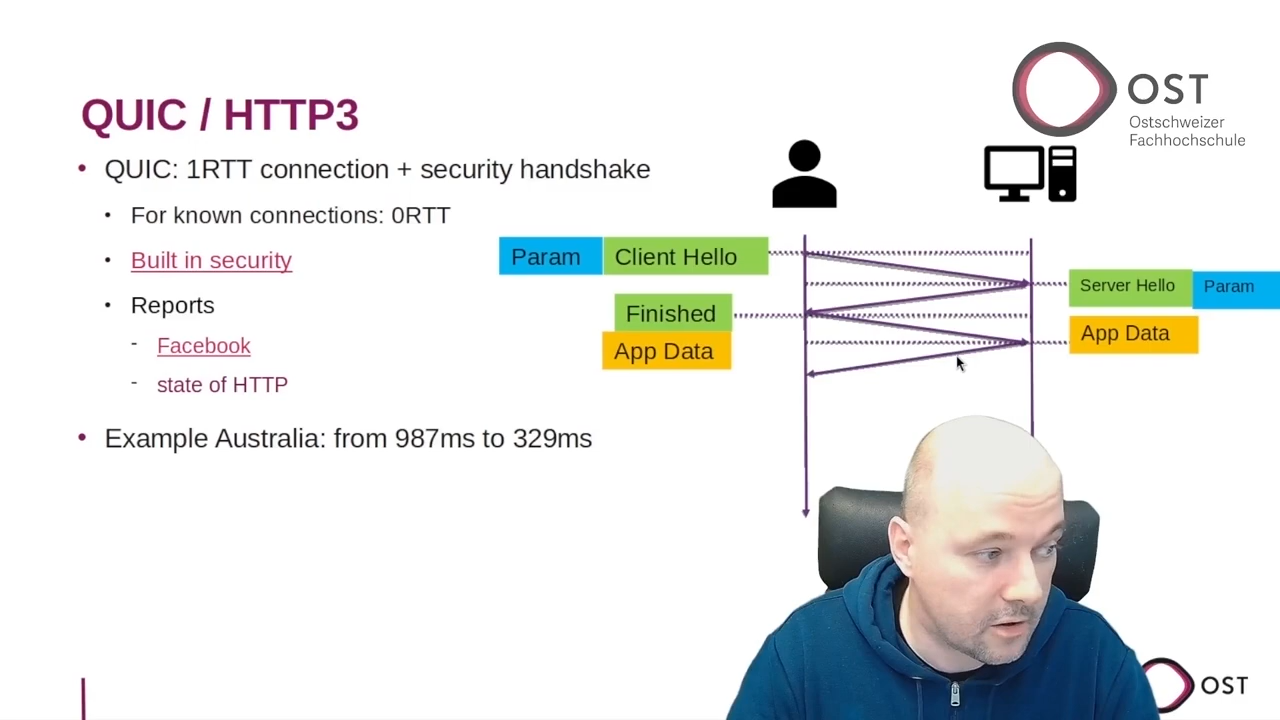 OST
Ostschweizer
Fachhochschule
QUIC / HTTP3
• QUIC: 1RTT connection + security handshake
• For known connections: 0RTT
• Built in security
• Reports
- Facebook
- state of HTTP
• Example Australia: from 987ms to 329ms
Param Client Hello
Server Hello Param
Finished
App Data
App Data
OST